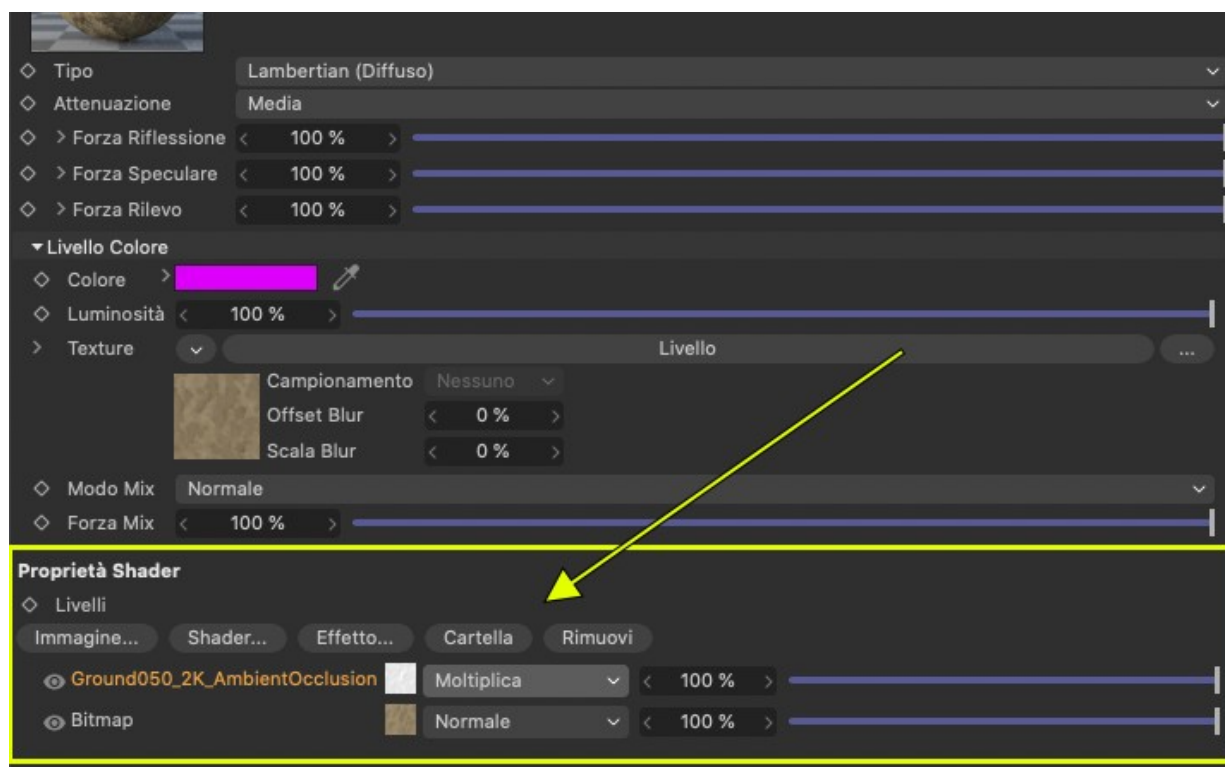 Tipo Lambertian (Diffuso)
Attenuazione Media
Forza Riflessione 100 %
Forza Speculare 100 %
Forza Rilevo 100 %
Livello Colore
Colore
Luminosità 100 %
Texture Livello ...
Campionamento Nessuno
Offset Blur 0 %
Scala Blur 0 %
Modo Mix Normale
Forza Mix 100 %
Proprietà Shader
Livelli
Immagine... Shader... Effetto... Cartella Rimuovi
Ground050_2K_AmbientOcclusion Moltiplica 100 %
Bitmap Normale 100 %